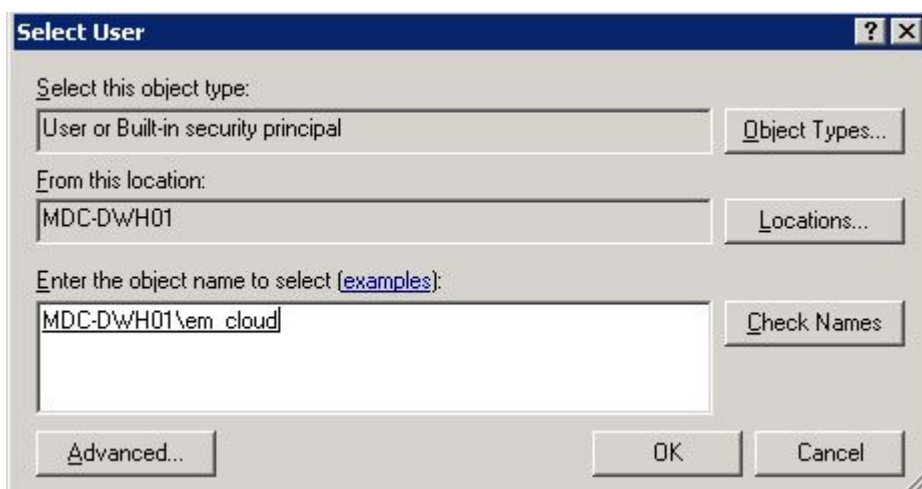 Select User
Select this object type:
User or Built-in security principal
Object Types...
From this location:
MDC-DWH01
Locations...
Enter the object name to select (examples):
MDC-DWH01\em_cloud
Check Names
Advanced...
OK
Cancel